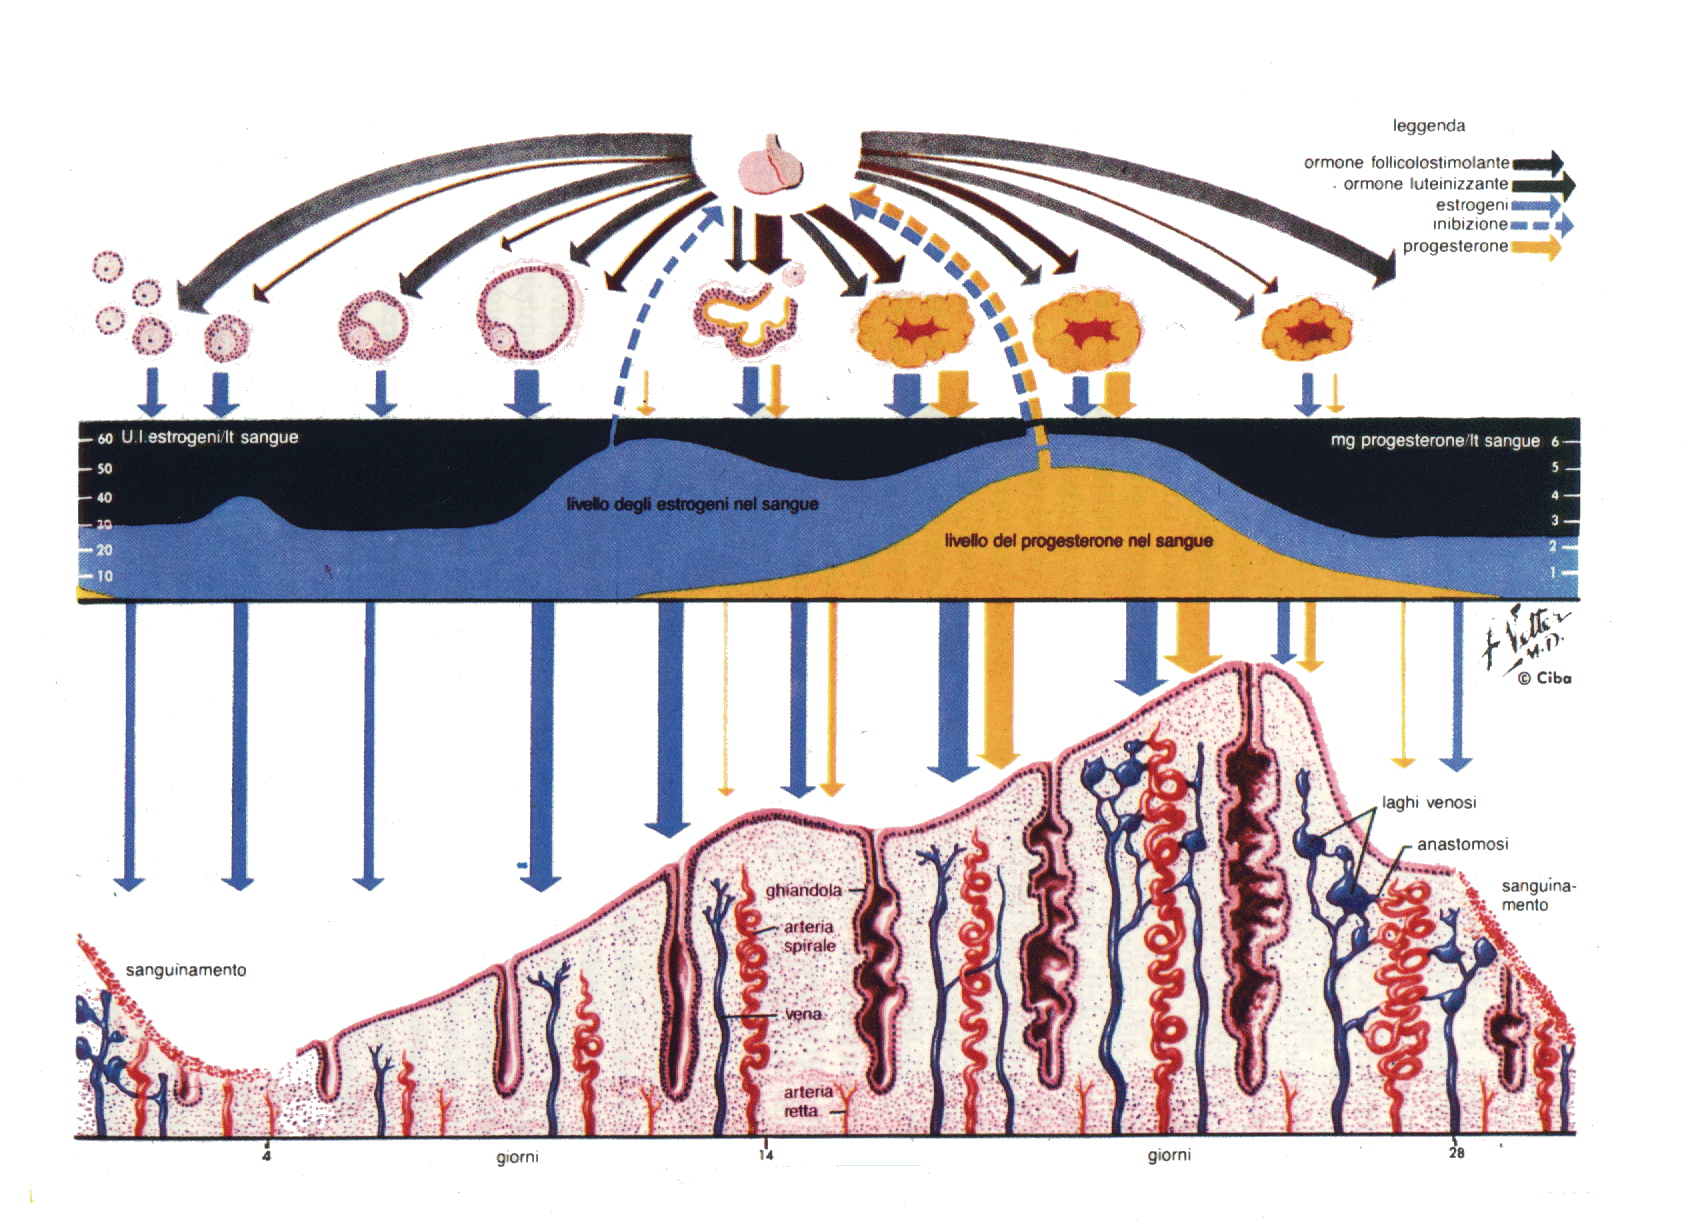 leggenda
ormone follicolostimolante
ormone luteinizzante
estrogeni
inibizione
progesterone
60 U.I. estrogeni/lt sangue
50
40
30
20
10
mg progesterone/lt sangue 6
5
4
3
2
1
livello degli estrogeni nel sangue
livello del progesterone nel sangue
M.D.
© Ciba
laghi venosi
anastomosi
sanguina-
mento
ghiandola
arteria
spirale
sanguinamento
vena
arteria
retta
4
giorni
14
giorni
28